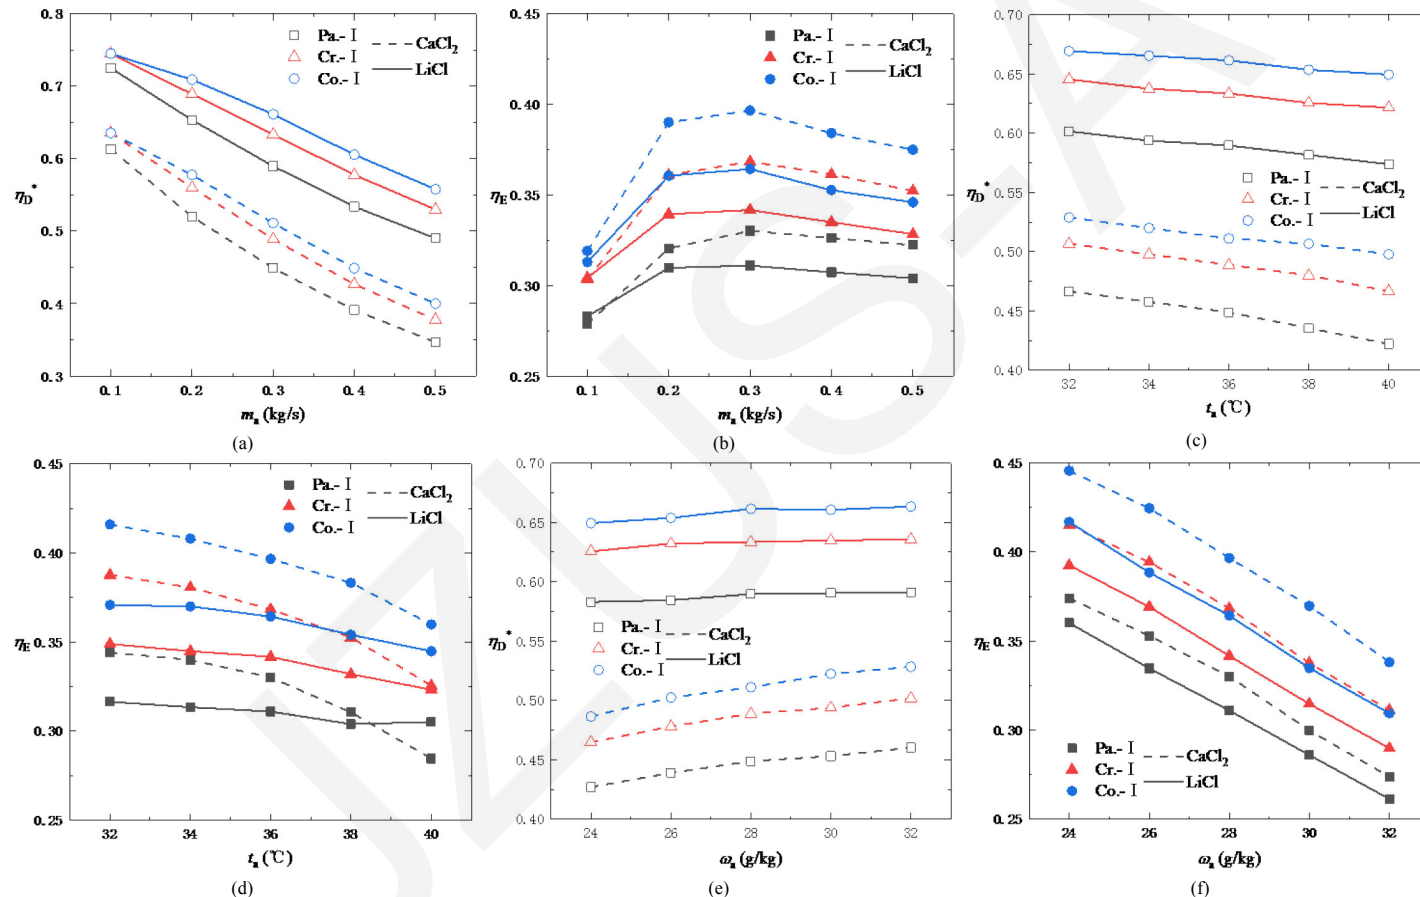 0.8
0.7
0.6
0.5
0.4
0.3
η_D*
Pa.-Ⅰ
Cr.-Ⅰ
Co.-Ⅰ
CaCl₂
LiCl
0.1 0.2 0.3 0.4 0.5
mₐ (kg/s)
(a)
0.45
0.40
0.35
0.30
0.25
η_E
Pa.-Ⅰ
Cr.-Ⅰ
Co.-Ⅰ
CaCl₂
LiCl
0.1 0.2 0.3 0.4 0.5
mₐ (kg/s)
(b)
0.70
0.65
0.60
0.55
0.50
0.45
0.40
η_D*
Pa.-Ⅰ
Cr.-Ⅰ
Co.-Ⅰ
CaCl₂
LiCl
32 34 36 38 40
tₐ (℃)
(c)
0.45
0.40
0.35
0.30
0.25
η_E
Pa.-Ⅰ
Cr.-Ⅰ
Co.-Ⅰ
CaCl₂
LiCl
32 34 36 38 40
tₐ (℃)
(d)
0.70
0.65
0.60
0.55
0.50
0.45
0.40
η_D*
Pa.-Ⅰ
Cr.-Ⅰ
Co.-Ⅰ
CaCl₂
LiCl
24 26 28 30 32
ωₐ (g/kg)
(e)
0.45
0.40
0.35
0.30
0.25
η_E
Pa.-Ⅰ
Cr.-Ⅰ
Co.-Ⅰ
CaCl₂
LiCl
24 26 28 30 32
ωₐ (g/kg)
(f)
JZUS-A